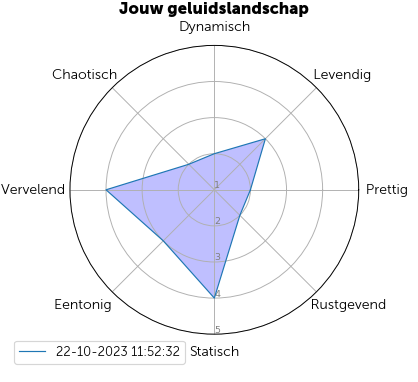 Jouw geluidslandschap
Dynamisch
Chaotisch
Levendig
Vervelend
1
Prettig
2
3
Eentonig
4
Rustgevend
5
22-10-2023 11:52:32
Statisch